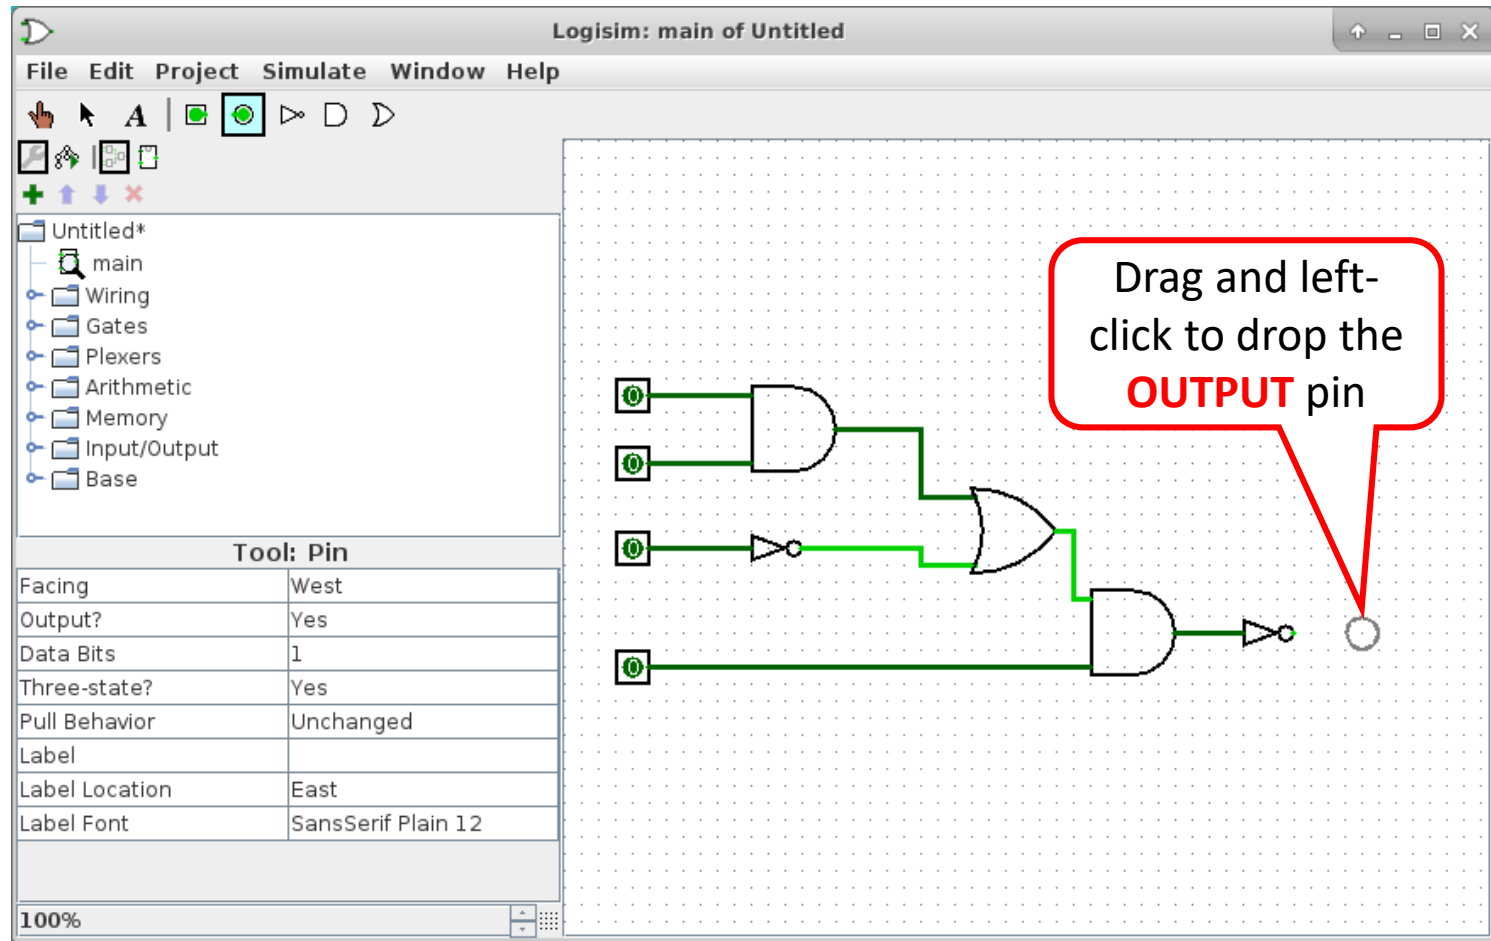 Logisim: main of Untitled
File Edit Project Simulate Window Help
A
Untitled*
main
Wiring
Gates
Plexers
Arithmetic
Memory
Input/Output
Base
Tool: Pin
Facing West
Output? Yes
Data Bits 1
Three-state? Yes
Pull Behavior Unchanged
Label
Label Location East
Label Font SansSerif Plain 12
100%
Drag and left-
click to drop the
OUTPUT pin
0
0
0
0